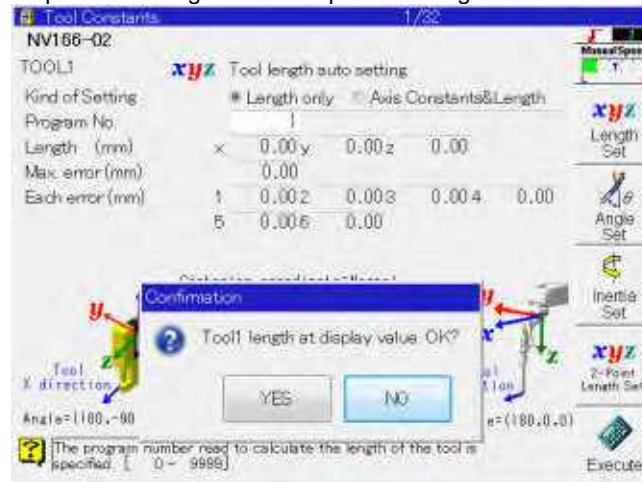 Tool Constants 1/32
NV166-02
TOOL1 xyz Tool length auto setting
Manual Speed
Kind of Setting Length only Axis Constants&Length
Program No. 1
xyz
Length
Set
Length (mm) x 0.00 y 0.00 z 0.00
Max. error (mm) 0.00
Each error (mm) 1 0.00 2 0.00 3 0.00 4 0.00
5 0.00 6 0.00
Angle
Set
Inertia
Set
Confirmation
Tool1 length at display value. OK?
YES NO
y
z
Tool
X direction
y
x
z
xyz
2-Point
Length Set
Angle=(180,-90
e=(180.0.0)
The program number read to calculate the length of the tool is
specified. [ 0 - 9999]
Execute